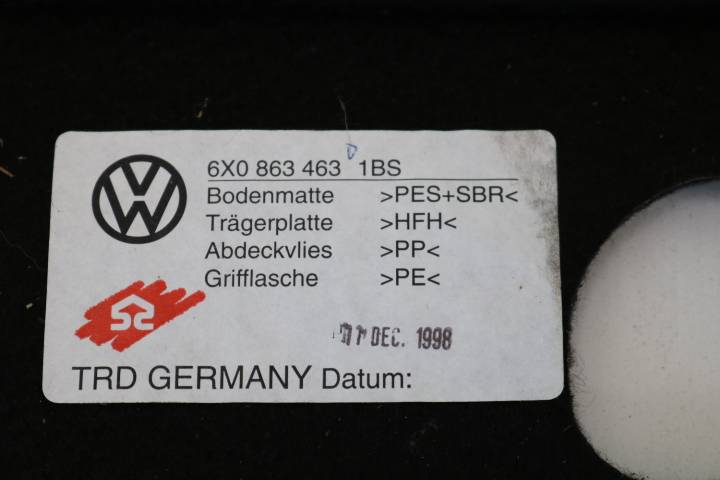 6X0 863 463 1BS
Bodenmatte >PES+SBR<
Trägerplatte >HFH<
Abdeckvlies >PP<
Grifflasche >PE<
DEC. 1998
TRD GERMANY Datum: